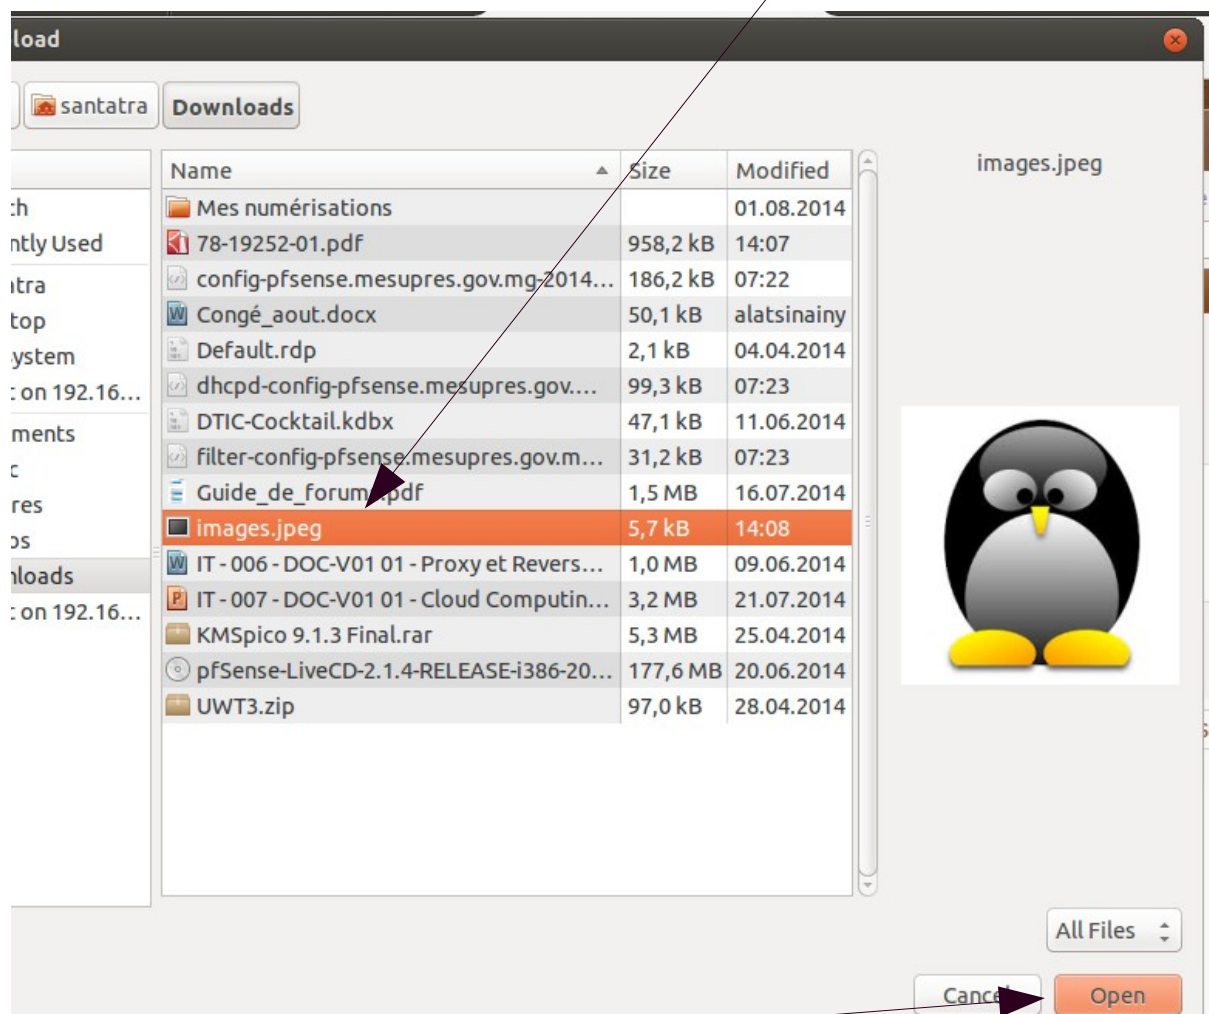 load
santatra Downloads
Name Size Modified
Mes numérisations 01.08.2014
78-19252-01.pdf 958,2 kB 14:07
config-pfsense.mesupres.gov.mg-2014... 186,2 kB 07:22
Congé_aout.docx 50,1 kB alatsinainy
Default.rdp 2,1 kB 04.04.2014
dhcpd-config-pfsense.mesupres.gov.... 99,3 kB 07:23
DTIC-Cocktail.kdbx 47,1 kB 11.06.2014
filter-config-pfsense.mesupres.gov.m... 31,2 kB 07:23
Guide_de_forum .pdf 1,5 MB 16.07.2014
images.jpeg 5,7 kB 14:08
IT - 006 - DOC-V01 01 - Proxy et Revers... 1,0 MB 09.06.2014
IT - 007 - DOC-V01 01 - Cloud Computin... 3,2 MB 21.07.2014
KMSpico 9.1.3 Final.rar 5,3 MB 25.04.2014
pfSense-LiveCD-2.1.4-RELEASE-i386-20... 177,6 MB 20.06.2014
UWT3.zip 97,0 kB 28.04.2014
ch
ntly Used
atra
top
ystem
c on 192.16...
ments
c
res
os
nloads
c on 192.16...
images.jpeg
All Files
Cancel Open